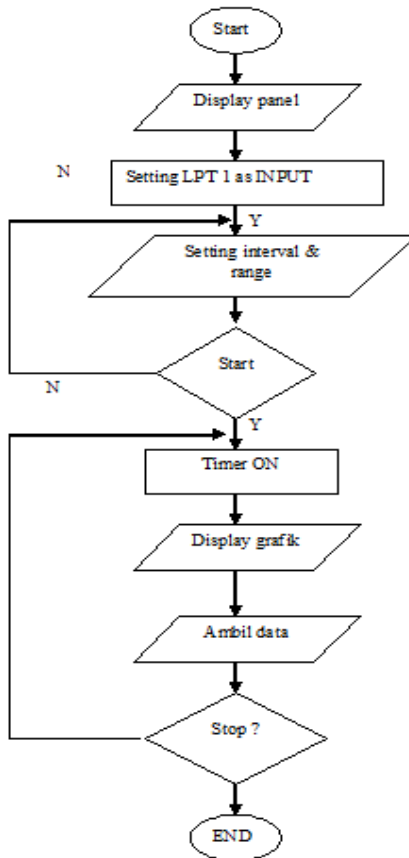 Start
Display panel
N
Setting LPT 1 as INPUT
Y
Setting interval &
range
Start
N
Y
Timer ON
Display grafik
Ambil data
Stop ?
END